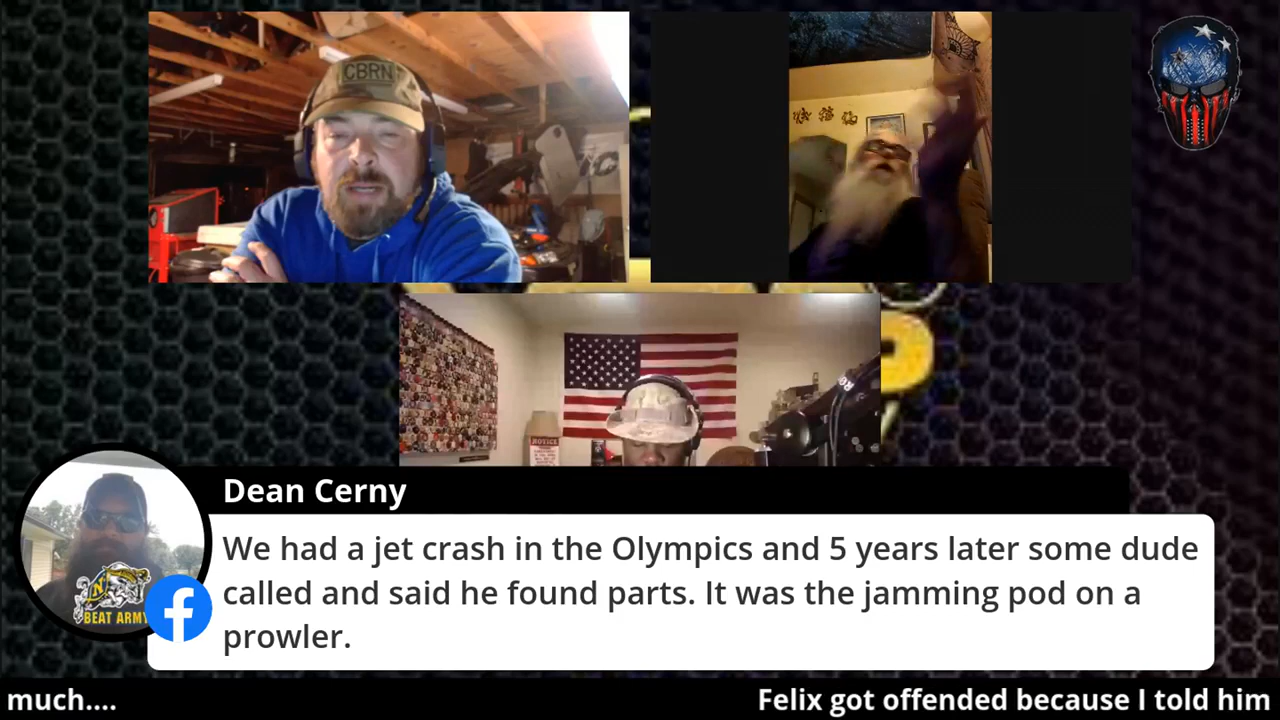 CBRN
NOTICE
Dean Cerny
We had a jet crash in the Olympics and 5 years later some dude
called and said he found parts. It was the jamming pod on a
prowler.
N
BEAT ARMY
f
much....
Felix got offended because I told him